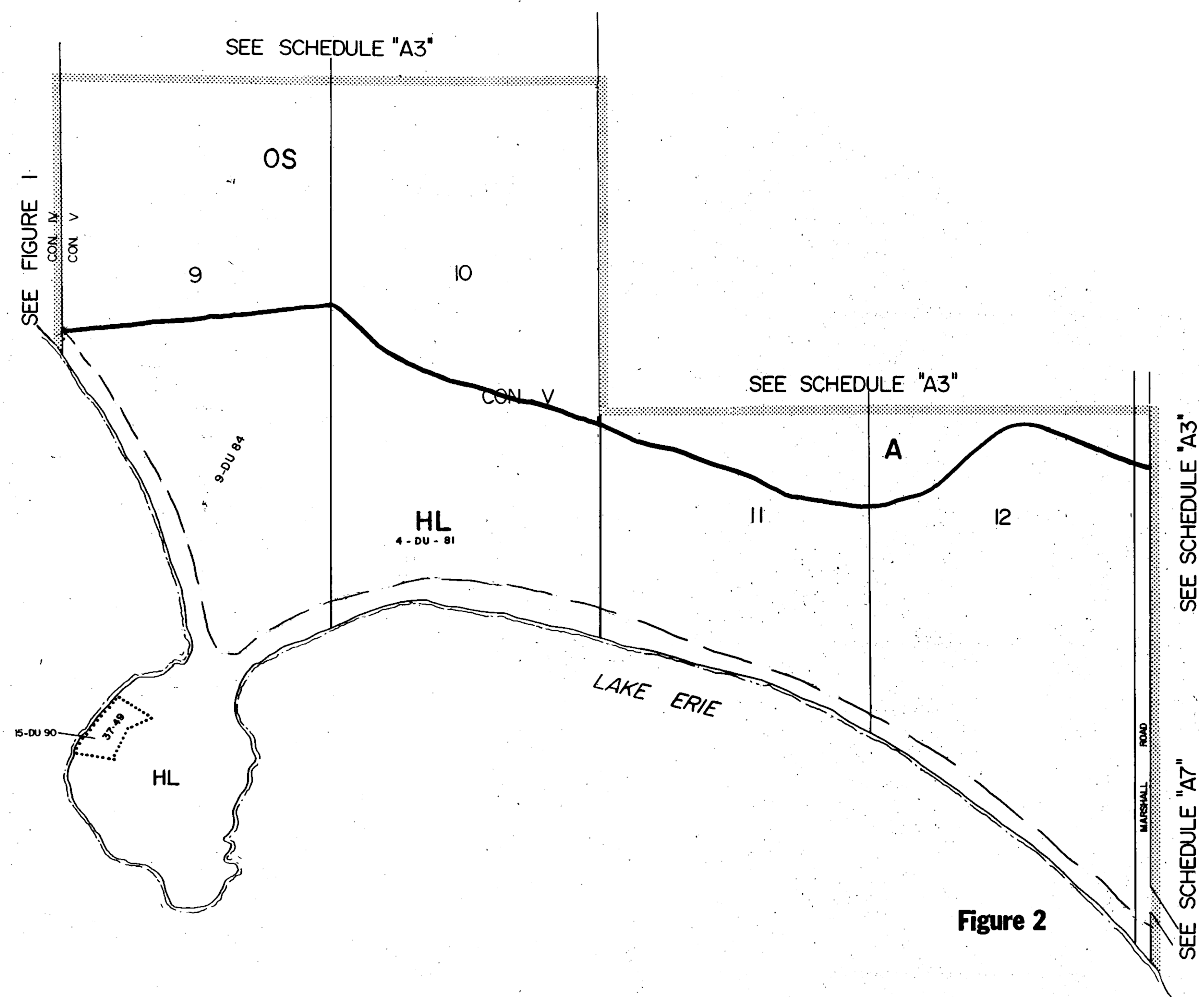 SEE SCHEDULE "A3"
OS
SEE FIGURE 1
CON. IV
CON. V
9
10
SEE SCHEDULE "A3"
CON. V
A
SEE SCHEDULE "A3"
9-DU 84
HL
4-DU-81
11
12
LAKE ERIE
15-DU 90
37-49
HL
MARSHALL ROAD
SEE SCHEDULE "A7"
Figure 2